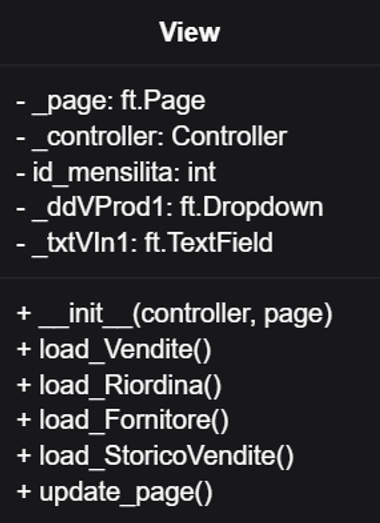 View
- _page: ft.Page
- _controller: Controller
- id_mensilita: int
- _ddVProd1: ft.Dropdown
- _txtVIn1: ft.TextField
+ __init__(controller, page)
+ load_Vendite()
+ load_Riordina()
+ load_Fornitore()
+ load_StoricoVendite()
+ update_page()